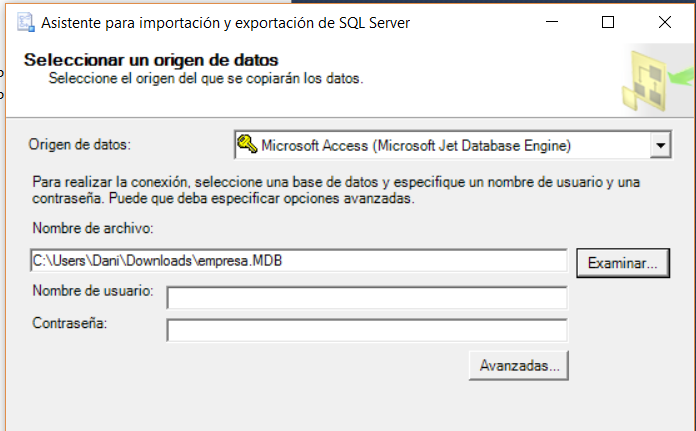 Asistente para importación y exportación de SQL Server
Seleccionar un origen de datos
Seleccione el origen del que se copiarán los datos.
Origen de datos:
Microsoft Access (Microsoft Jet Database Engine)
Para realizar la conexión, seleccione una base de datos y especifique un nombre de usuario y una
contraseña. Puede que deba especificar opciones avanzadas.
Nombre de archivo:
C:\Users\Dani\Downloads\empresa.MDB
Examinar...
Nombre de usuario:
Contraseña:
Avanzadas...